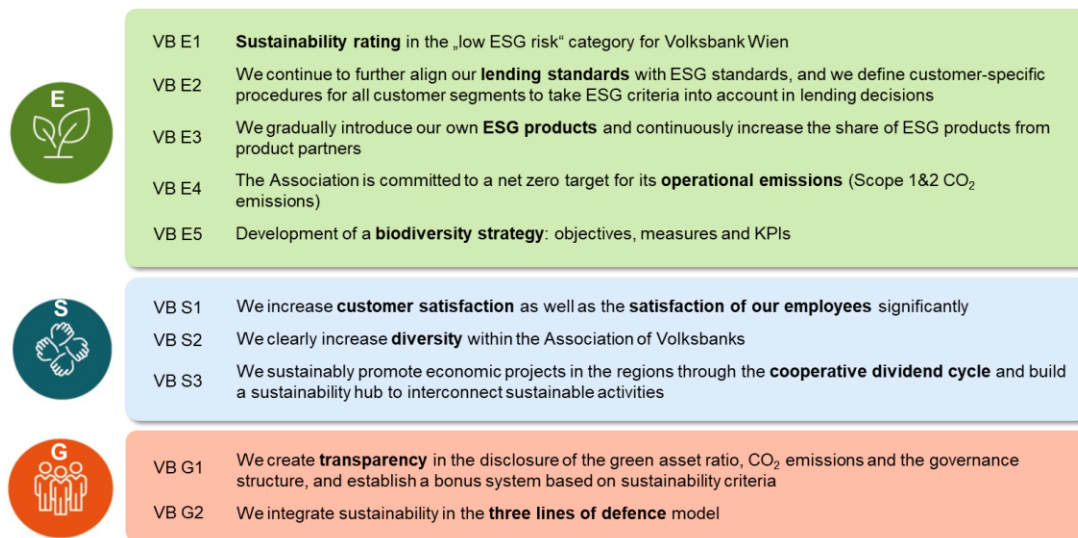 E
VB E1 Sustainability rating in the „low ESG risk“ category for Volksbank Wien
VB E2 We continue to further align our lending standards with ESG standards, and we define customer-specific
procedures for all customer segments to take ESG criteria into account in lending decisions
VB E3 We gradually introduce our own ESG products and continuously increase the share of ESG products from
product partners
VB E4 The Association is committed to a net zero target for its operational emissions (Scope 1&2 CO₂
emissions)
VB E5 Development of a biodiversity strategy: objectives, measures and KPIs
S
VB S1 We increase customer satisfaction as well as the satisfaction of our employees significantly
VB S2 We clearly increase diversity within the Association of Volksbanks
VB S3 We sustainably promote economic projects in the regions through the cooperative dividend cycle and build
a sustainability hub to interconnect sustainable activities
G
VB G1 We create transparency in the disclosure of the green asset ratio, CO₂ emissions and the governance
structure, and establish a bonus system based on sustainability criteria
VB G2 We integrate sustainability in the three lines of defence model